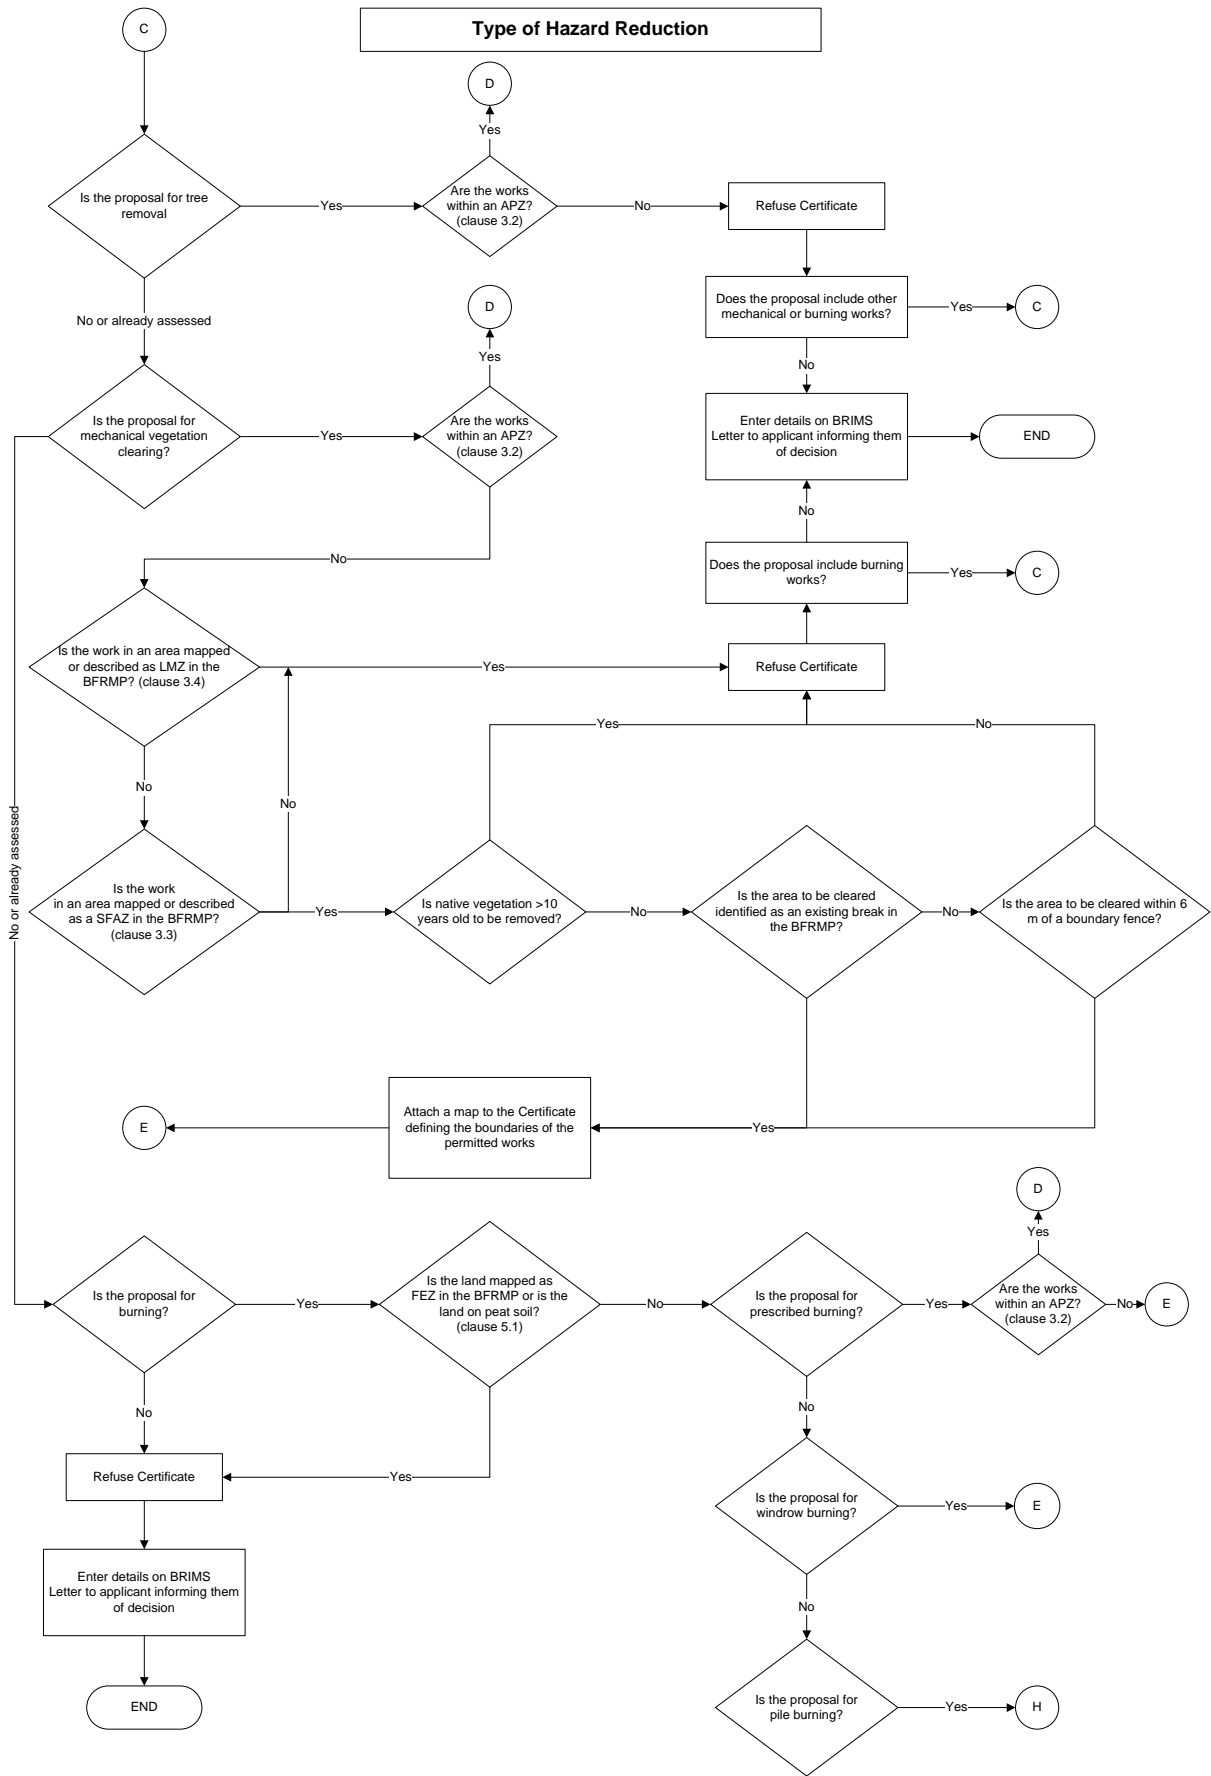 C
Type of Hazard Reduction
D
Yes
Is the proposal for tree
removal
Yes
Are the works
within an APZ?
(clause 3.2)
No
Refuse Certificate
No or already assessed
D
Yes
Does the proposal include other
mechanical or burning works?
Yes
C
No
Is the proposal for
mechanical vegetation
clearing?
Yes
Are the works
within an APZ?
(clause 3.2)
Enter details on BRIMS
Letter to applicant informing them
of decision
END
No
No
Does the proposal include burning
works?
Yes
C
Is the work in an area mapped
or described as LMZ in the
BFRMP? (clause 3.4)
Yes
Refuse Certificate
Yes
No
No
No
No or already assessed
Is the work
in an area mapped or described
as a SFAZ in the BFRMP?
(clause 3.3)
Yes
Is native vegetation >10
years old to be removed?
No
Is the area to be cleared
identified as an existing break in
the BFRMP?
No
Is the area to be cleared within 6
m of a boundary fence?
E
Attach a map to the Certificate
defining the boundaries of the
permitted works
Yes
D
Yes
Is the proposal for
burning?
Yes
Is the land mapped as
FEZ in the BFRMP or is the
land on peat soil?
(clause 5.1)
No
Is the proposal for
prescribed burning?
Yes
Are the works
within an APZ?
(clause 3.2)
No
E
No
No
Refuse Certificate
Yes
Is the proposal for
windrow burning?
Yes
E
Enter details on BRIMS
Letter to applicant informing them
of decision
No
END
Is the proposal for
pile burning?
Yes
H